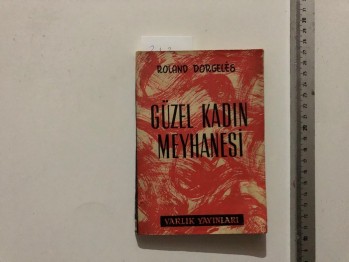 ROLAND DORGELÈS
GÜZEL KADIN
MEYHANESİ
VARLIK YAYINLARI